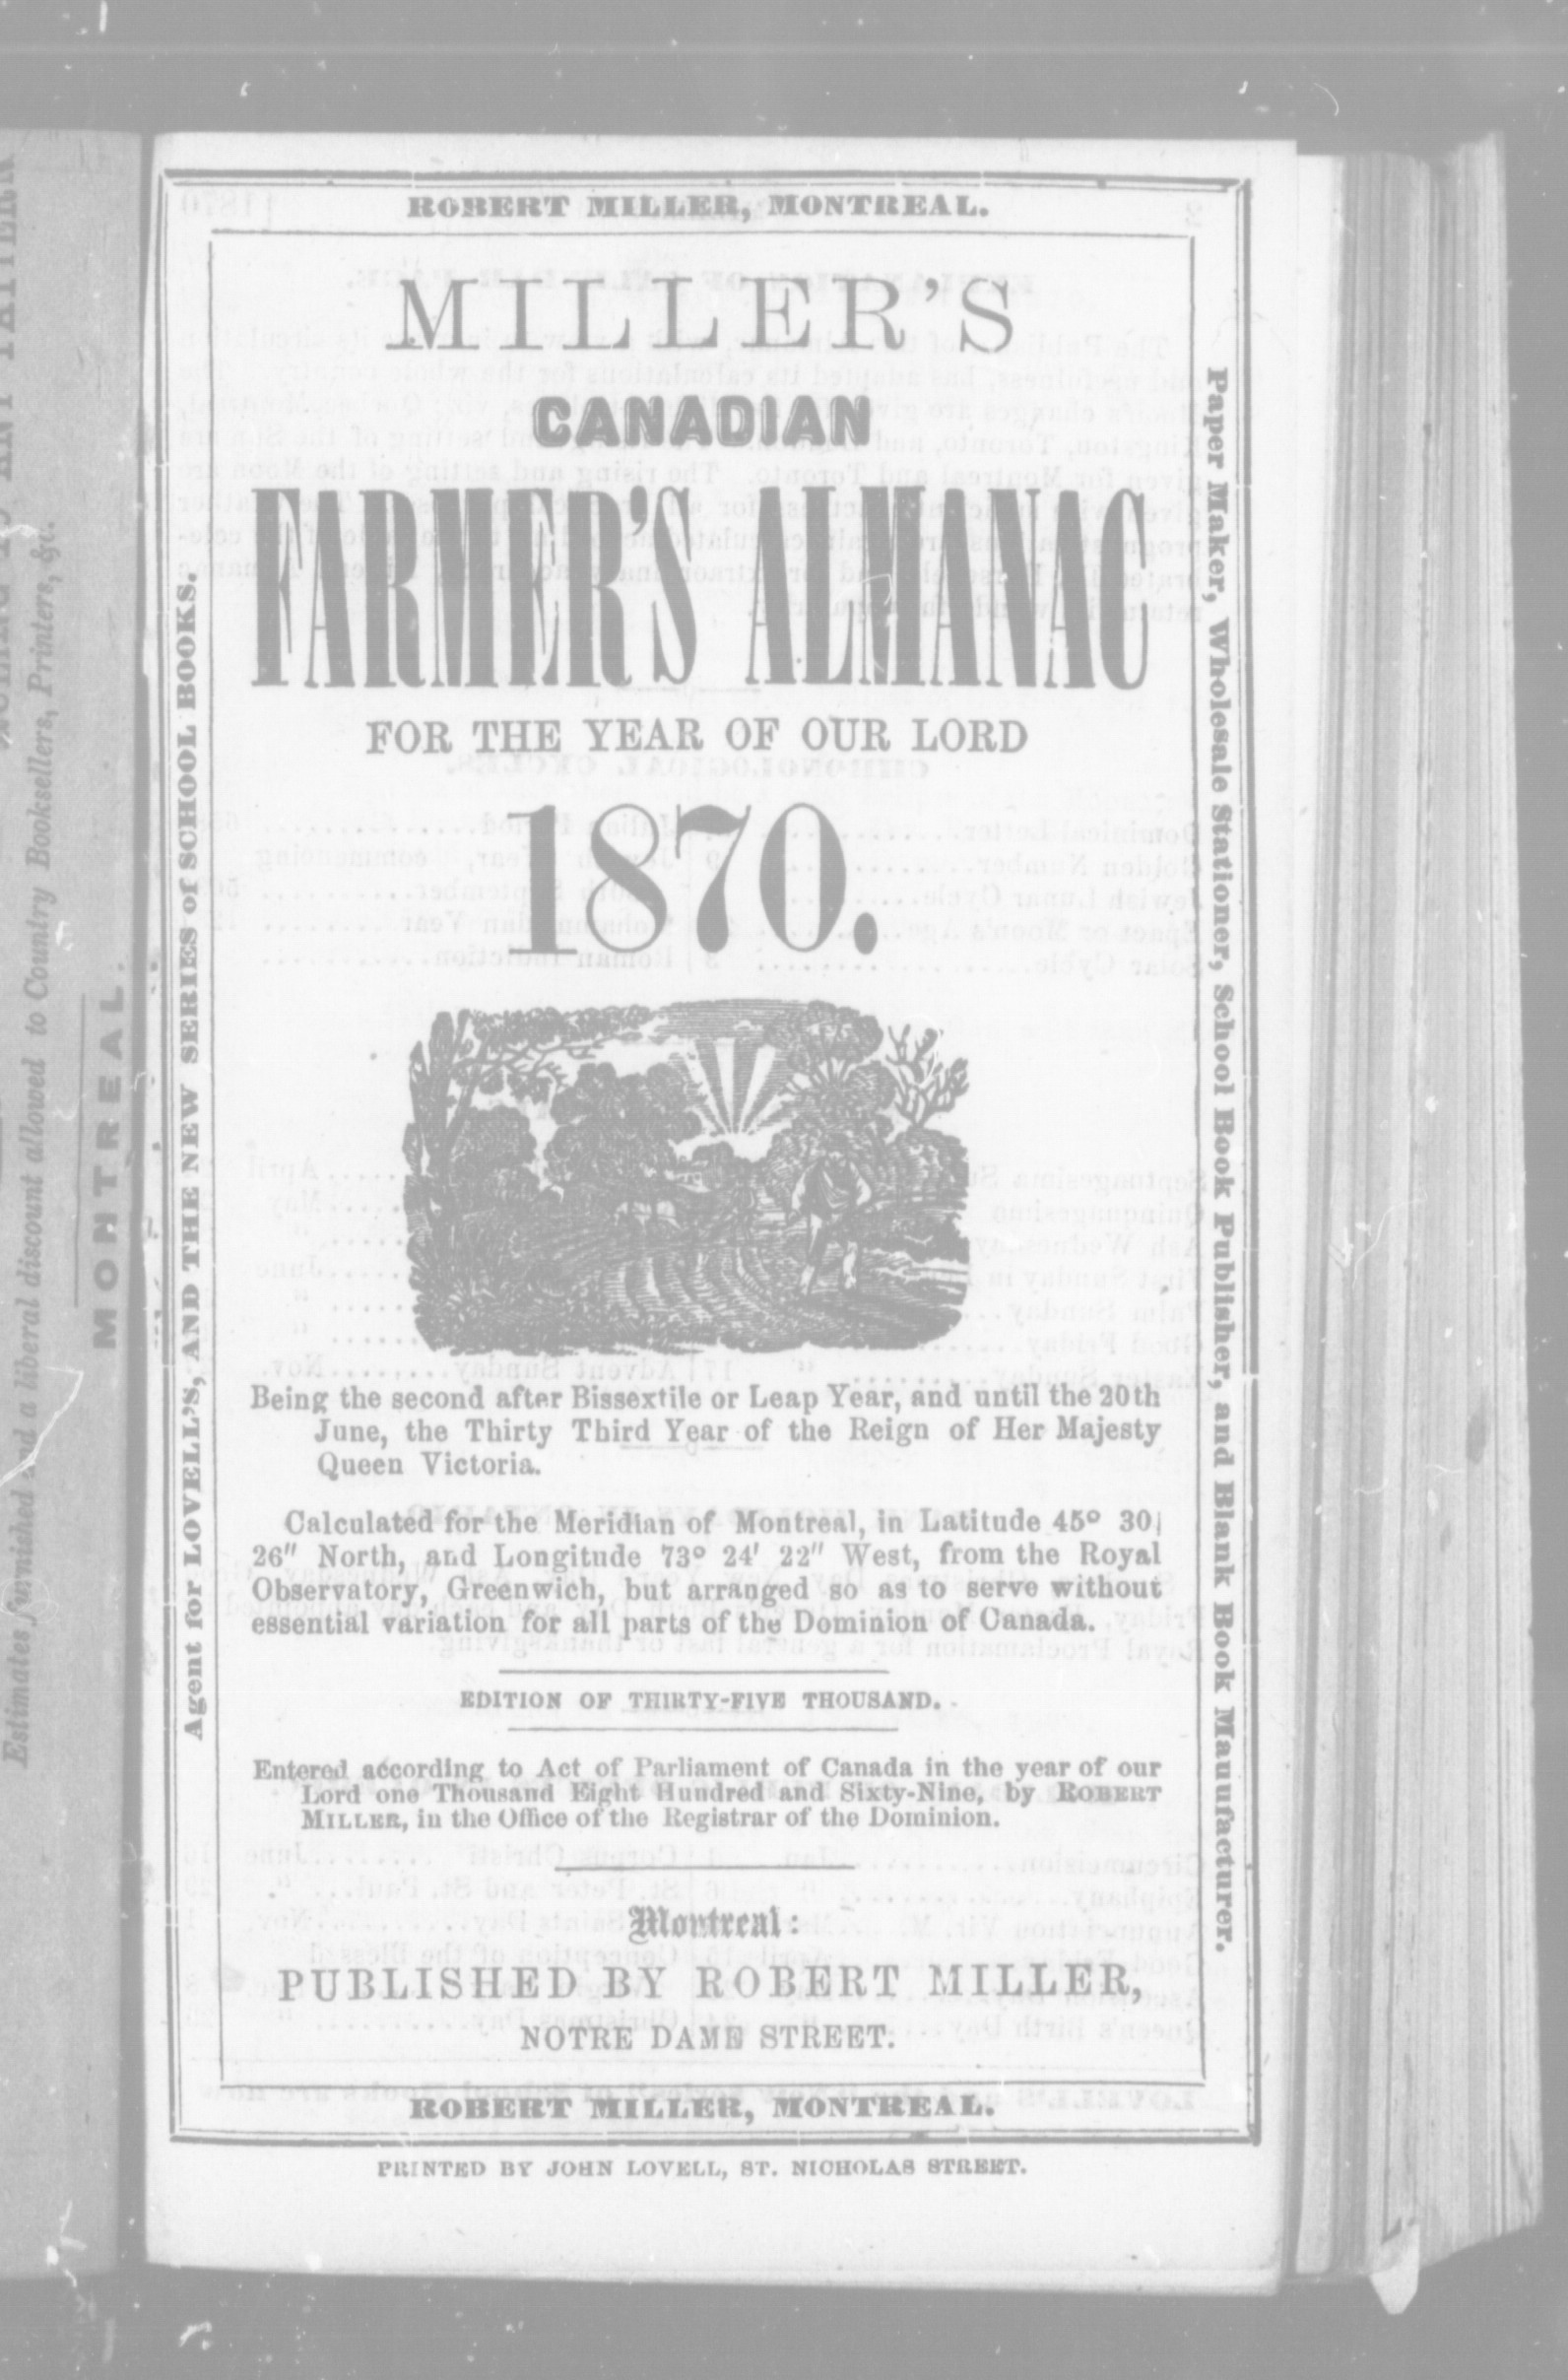 ROBERT MILLER, MONTREAL.
MILLER'S
CANADIAN
FARMER'S ALMANAC
FOR THE YEAR OF OUR LORD
1870.
Being the second after Bissextile or Leap Year, and until the 20th
June, the Thirty Third Year of the Reign of Her Majesty
Queen Victoria.
Calculated for the Meridian of Montreal, in Latitude 45º 30
26" North, and Longitude 73º 24' 22" West, from the Royal
Observatory, Greenwich, but arranged so as to serve without
essential variation for all parts of the Dominion of Canada.
EDITION OF THIRTY-FIVE THOUSAND.
Entered according to Act of Parliament of Canada in the year of our
Lord one Thousand Eight Hundred and Sixty-Nine, by ROBERT
MILLER, in the Office of the Registrar of the Dominion.
Montreal:
PUBLISHED BY ROBERT MILLER,
NOTRE DAME STREET.
ROBERT MILLER, MONTREAL.
PRINTED BY JOHN LOVELL, ST. NICHOLAS STREET.
Agent for LOVELL'S, AND THE NEW SERIES of SCHOOL BOOKS.
Paper Maker, Wholesale Stationer, School Book Publisher, and Blank Book Manufacturer.
Estimates furnished and a liberal discount allowed to Country Booksellers, Printers, &c.
MONTREAL.